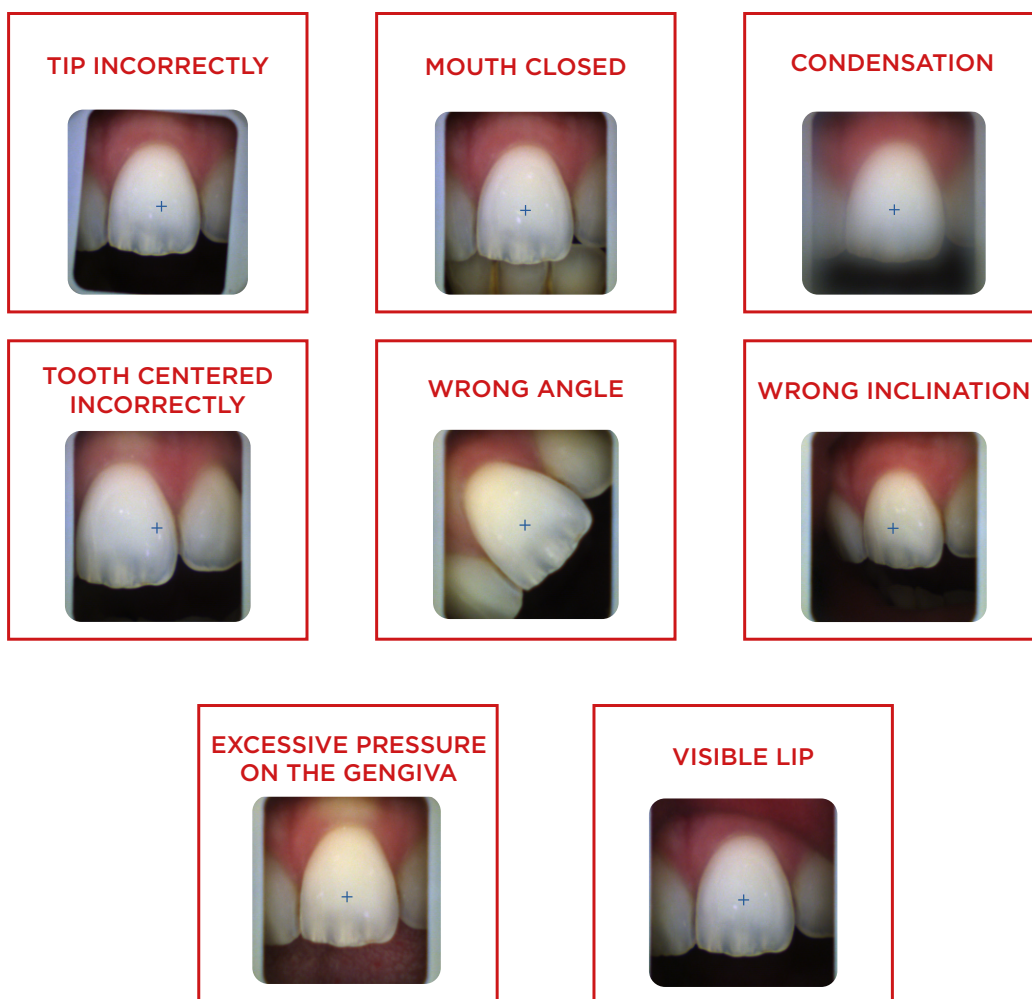 TIP INCORRECTLY
MOUTH CLOSED
CONDENSATION
TOOTH CENTERED
INCORRECTLY
WRONG ANGLE
WRONG INCLINATION
EXCESSIVE PRESSURE
ON THE GENGIVA
VISIBLE LIP